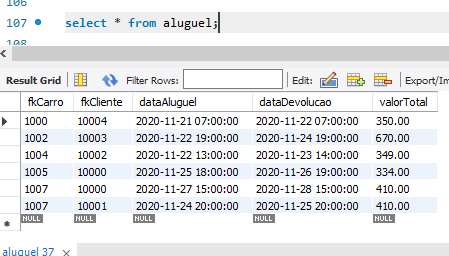 106
107 select * from aluguel;
108
Result Grid Filter Rows: Edit: Export/Im
fkCarro fkCliente dataAluguel dataDevolucao valorTotal
1000 10004 2020-11-21 07:00:00 2020-11-22 07:00:00 350.00
1002 10003 2020-11-22 19:00:00 2020-11-24 19:00:00 670.00
1004 10002 2020-11-22 13:00:00 2020-11-23 14:00:00 349.00
1005 10000 2020-11-25 18:00:00 2020-11-26 19:00:00 334.00
1007 10000 2020-11-27 15:00:00 2020-11-28 15:00:00 410.00
1007 10001 2020-11-24 20:00:00 2020-11-25 20:00:00 410.00
NULL NULL NULL NULL NULL
aluguel 37